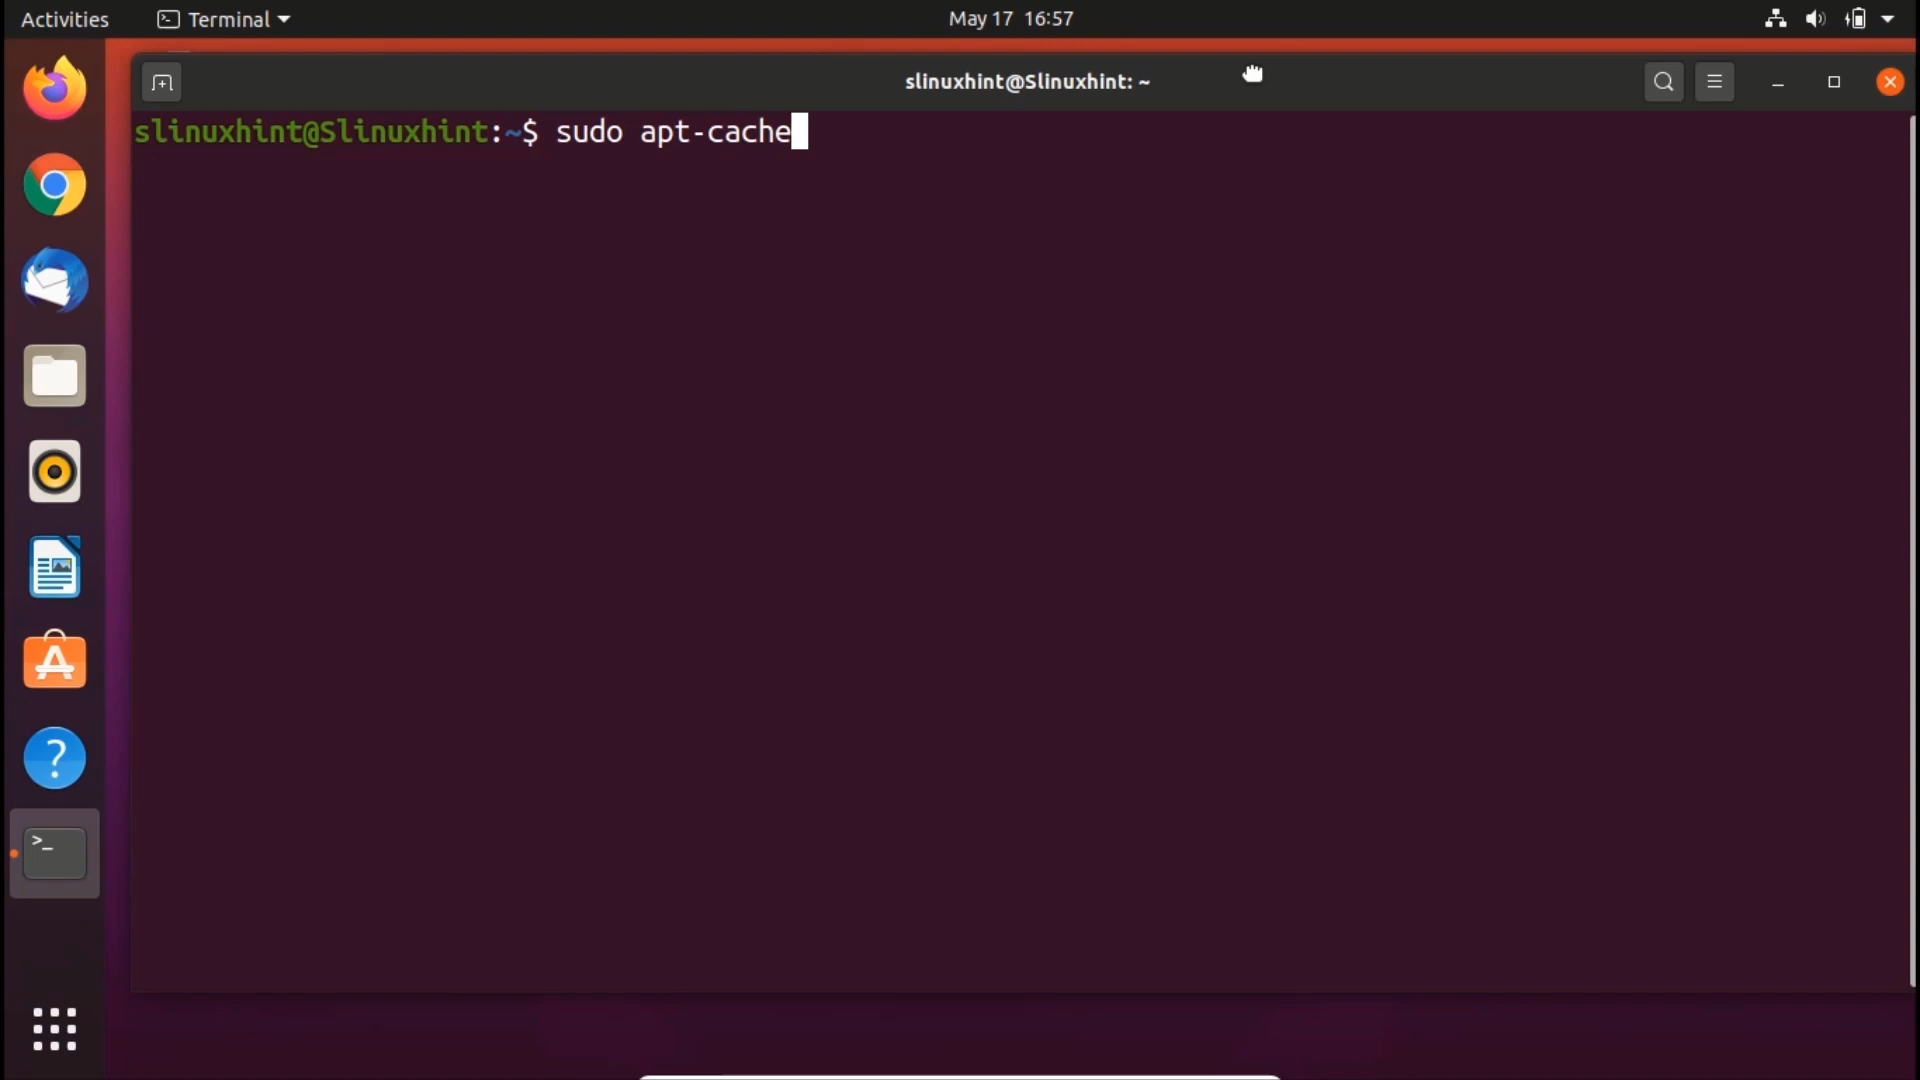 Activities Terminal May 17 16:57
slinuxhint@Slinuxhint: ~
slinuxhint@Slinuxhint:~$ sudo apt-cache